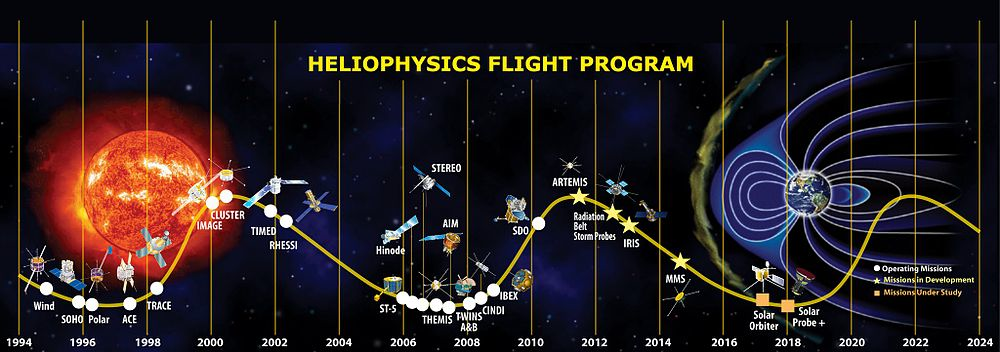 HELIOPHYSICS FLIGHT PROGRAM
STEREO
ARTEMIS
CLUSTER
IMAGE
TIMED
RHESSI
AIM
Hinode
SDO
Radiation
Belt
Storm Probes
IRIS
MMS
Wind
SOHO
Polar
ACE
TRACE
ST-5
THEMIS
TWINS
A&B
CINDI
IBEX
Solar
Orbiter
Solar
Probe +
Operating Missions
Missions in Development
Missions Under Study
1994 1996 1998 2000 2002 2004 2006 2008 2010 2012 2014 2016 2018 2020 2022 2024